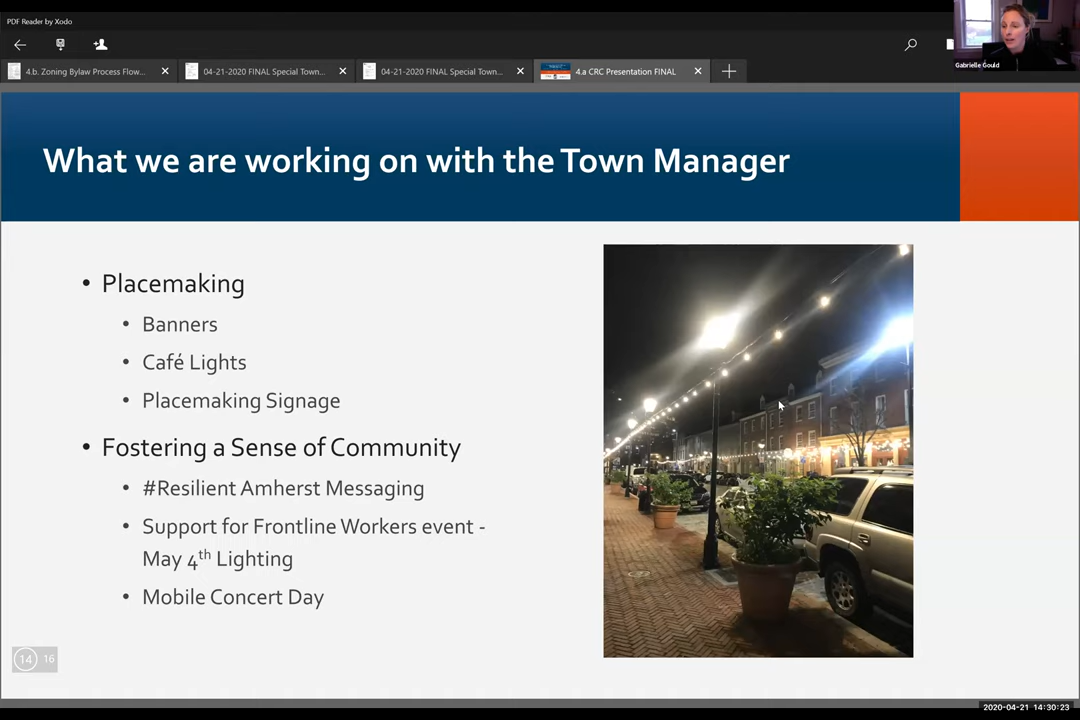 PDF Reader by Xodo
Gabrielle Gould
4.b. Zoning Bylaw Process Flow...
04-21-2020 FINAL Special Town...
04-21-2020 FINAL Special Town...
4.a CRC Presentation FINAL
What we are working on with the Town Manager
• Placemaking
• Banners
• Café Lights
• Placemaking Signage
• Fostering a Sense of Community
• #Resilient Amherst Messaging
• Support for Frontline Workers event -
May 4th Lighting
• Mobile Concert Day
14 16
2020-04-21 14:30:23